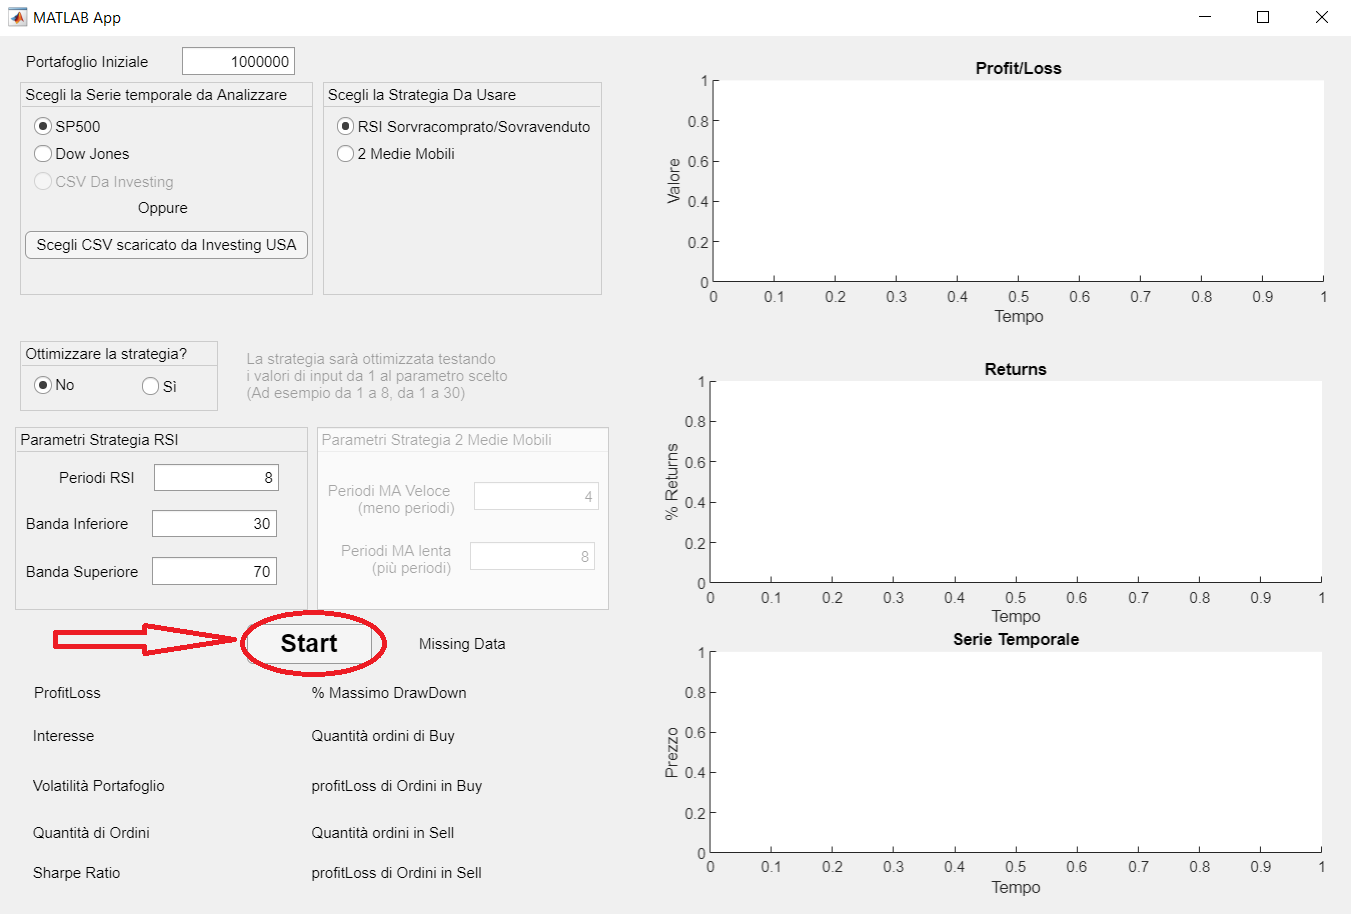 MATLAB App
Portafoglio Iniziale
1000000
Scegli la Serie temporale da Analizzare
SP500
Dow Jones
CSV Da Investing
Oppure
Scegli CSV scaricato da Investing USA
Scegli la Strategia Da Usare
RSI Sorvracomprato/Sovravenduto
2 Medie Mobili
Ottimizzare la strategia?
No
Sì
La strategia sarà ottimizzata testando
i valori di input da 1 al parametro scelto
(Ad esempio da 1 a 8, da 1 a 30)
Parametri Strategia RSI
Periodi RSI
8
Banda Inferiore
30
Banda Superiore
70
Parametri Strategia 2 Medie Mobili
Periodi MA Veloce
(meno periodi)
4
Periodi MA lenta
(più periodi)
8
Start
Missing Data
ProfitLoss
% Massimo DrawDown
Interesse
Quantità ordini di Buy
Volatilità Portafoglio
profitLoss di Ordini in Buy
Quantità di Ordini
Quantità ordini in Sell
Sharpe Ratio
profitLoss di Ordini in Sell
Profit/Loss
Valore
1
0.8
0.6
0.4
0.2
0
0 0.1 0.2 0.3 0.4 0.5 0.6 0.7 0.8 0.9 1
Tempo
Returns
% Returns
1
0.8
0.6
0.4
0.2
0
0 0.1 0.2 0.3 0.4 0.5 0.6 0.7 0.8 0.9 1
Tempo
Serie Temporale
Prezzo
1
0.8
0.6
0.4
0.2
0
0 0.1 0.2 0.3 0.4 0.5 0.6 0.7 0.8 0.9 1
Tempo